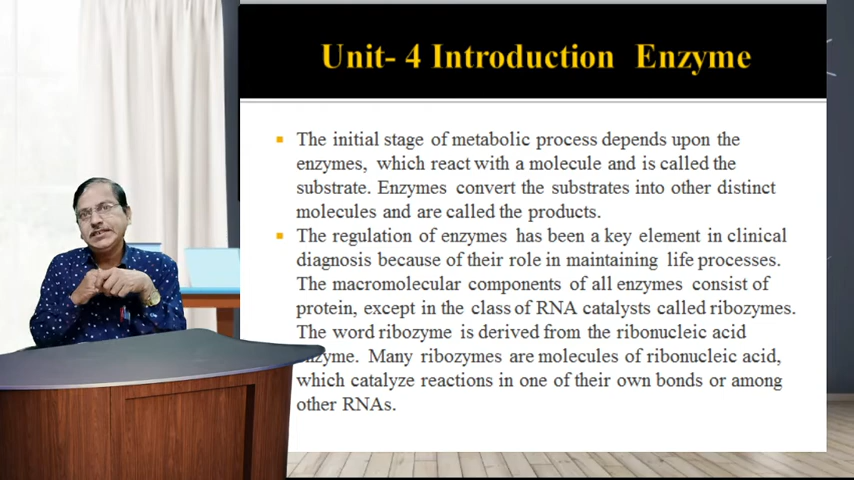 Unit- 4 Introduction Enzyme
The initial stage of metabolic process depends upon the
enzymes, which react with a molecule and is called the
substrate. Enzymes convert the substrates into other distinct
molecules and are called the products.
The regulation of enzymes has been a key element in clinical
diagnosis because of their role in maintaining life processes.
The macromolecular components of all enzymes consist of
protein, except in the class of RNA catalysts called ribozymes.
The word ribozyme is derived from the ribonucleic acid
enzyme. Many ribozymes are molecules of ribonucleic acid,
which catalyze reactions in one of their own bonds or among
other RNAs.